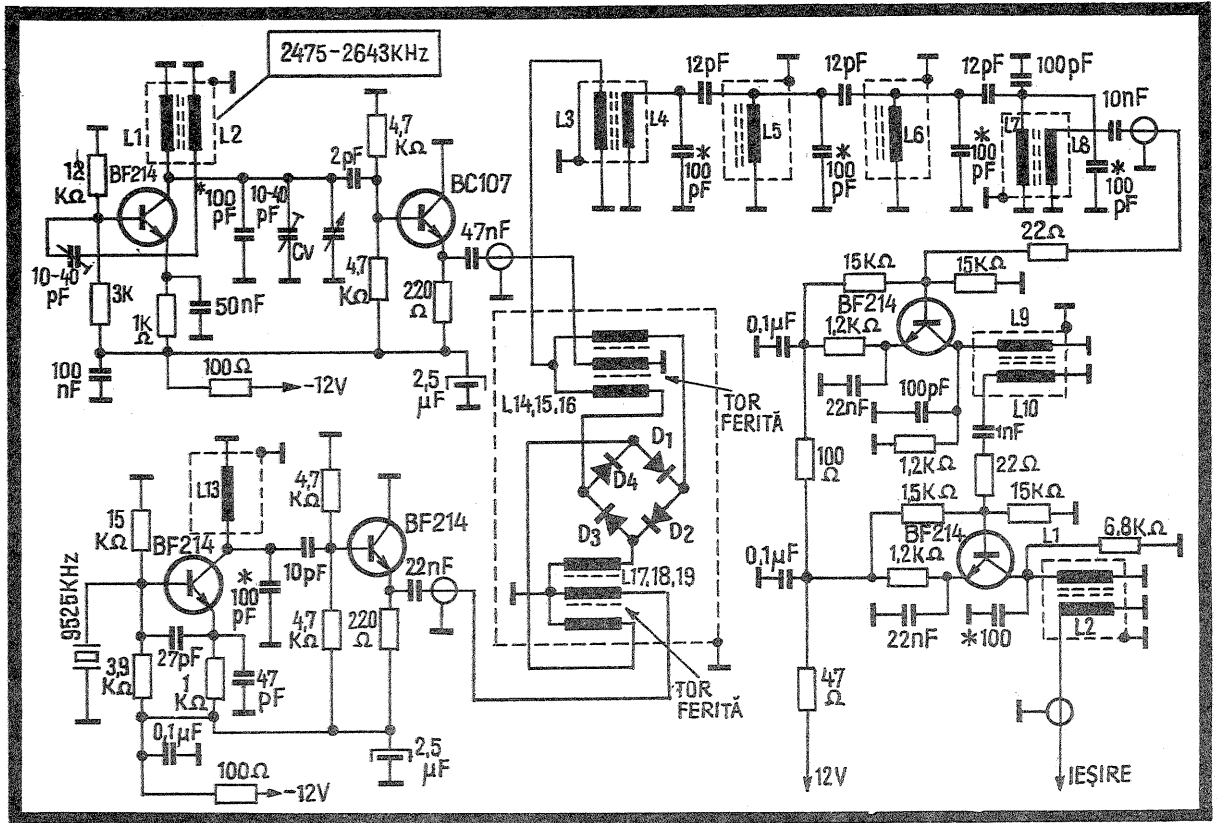 2475-2643KHz
L1
L2
12
KΩ
BF214
*100
pF
10-40
pF
CV
2pF
4,7
KΩ
BC107
47nF
10-40
pF
3K
50nF
1K
Ω
4,7
KΩ
220
Ω
100
nF
100Ω
-12V
2,5
µF
L3
L4
12pF
L5
12pF
L6
12pF
100pF
10nF
L7
L8
*
100
pF
*
100
pF
*
100
pF
*
100
pF
22Ω
15KΩ
15KΩ
BF214
0,1µF
1,2KΩ
L9
L10
22nF
100pF
1,2KΩ
1nF
22Ω
100
Ω
L14,15,16
TOR
FERITĂ
D1
D4
D3
D2
L17,18,19
TOR
FERITĂ
1,5KΩ
15KΩ
BF214
L1
6,8KΩ
0,1µF
1,2KΩ
22nF
*100
L2
47
Ω
12V
IEȘIRE
L13
15
KΩ
BF214
4,7
KΩ
BF214
22nF
10pF
*
100
pF
9525KHz
27pF
3,9
KΩ
1
KΩ
47
pF
4,7
KΩ
220
Ω
0,1µF
100Ω
-12V
2,5
µF